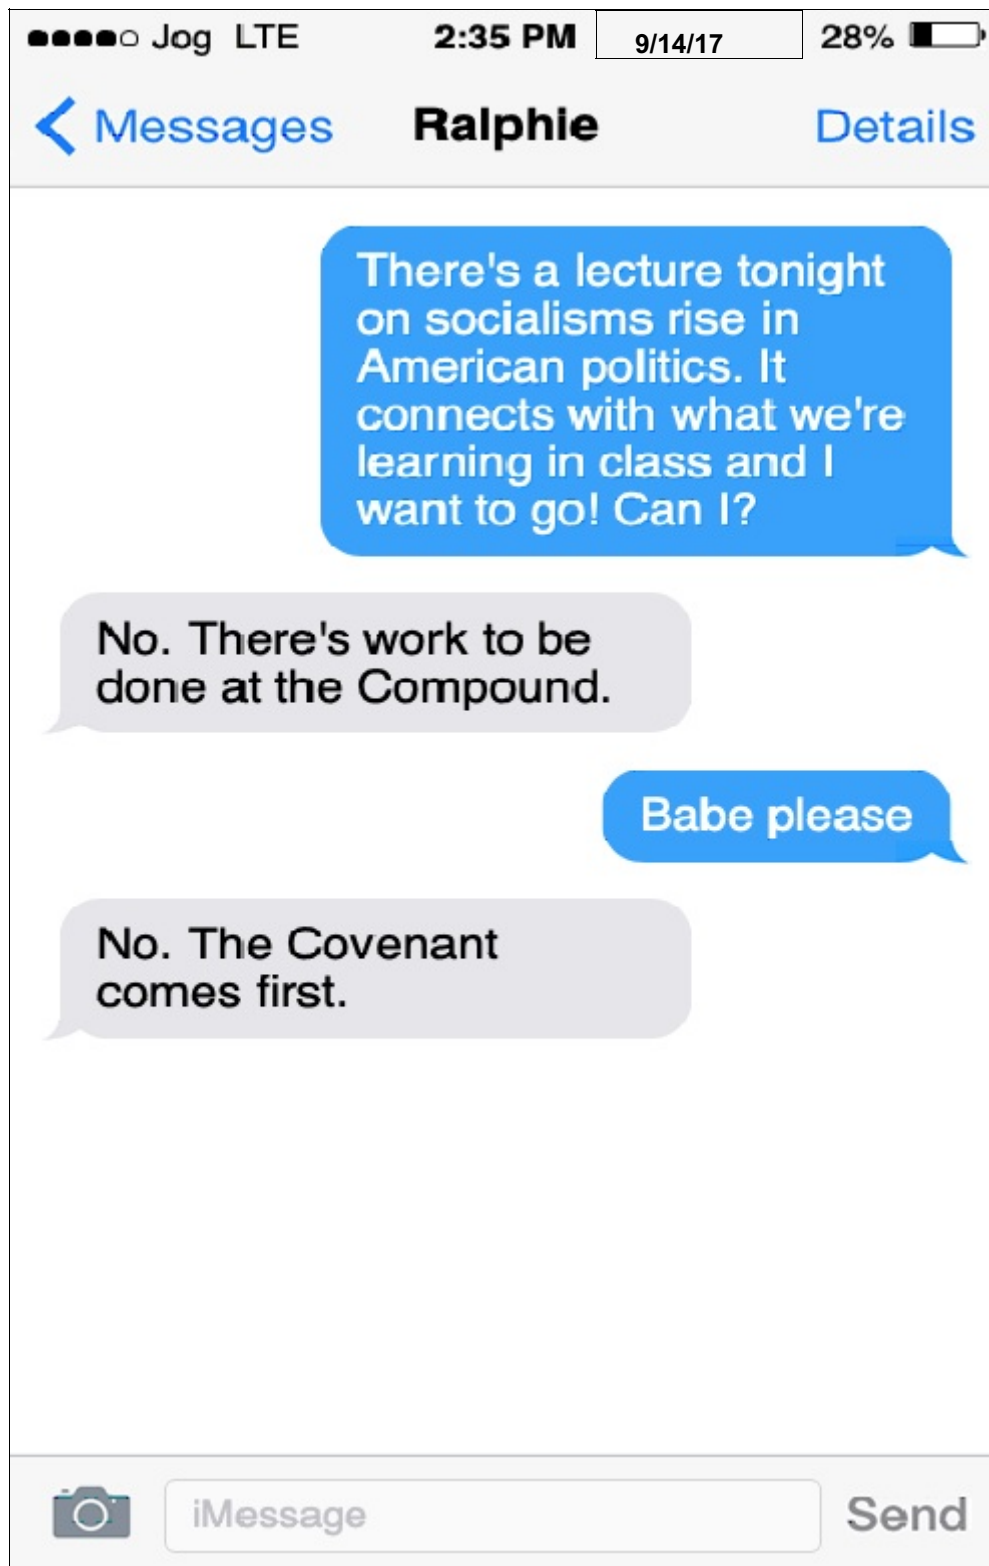 Jog LTE 2:35 PM 9/14/17 28%
Messages Ralphie Details
There's a lecture tonight
on socialisms rise in
American politics. It
connects with what we're
learning in class and I
want to go! Can I?
No. There's work to be
done at the Compound.
Babe please
No. The Covenant
comes first.
iMessage Send